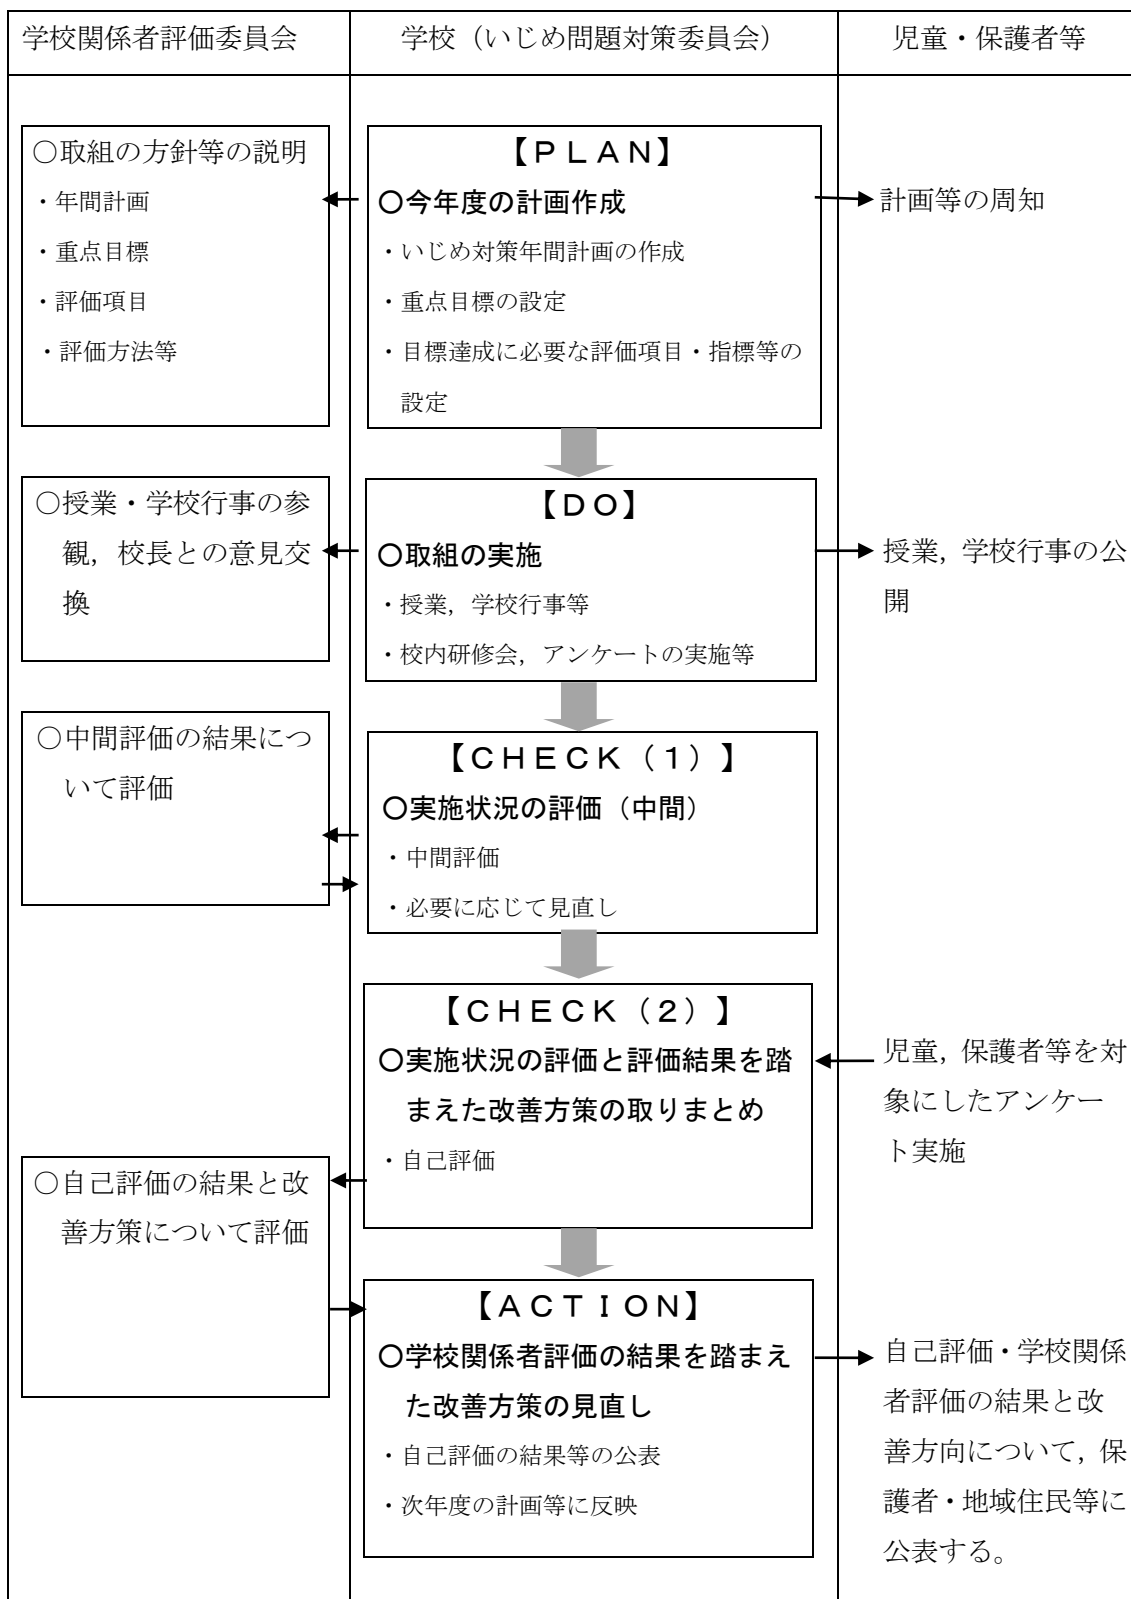 学校関係者評価委員会
学校（いじめ問題対策委員会）
児童・保護者等
○取組の方針等の説明
・年間計画
・重点目標
・評価項目
・評価方法等
【ＰＬＡＮ】
○今年度の計画作成
・いじめ対策年間計画の作成
・重点目標の設定
・目標達成に必要な評価項目・指標等の
設定
計画等の周知
○授業・学校行事の参
観，校長との意見交
換
【ＤＯ】
○取組の実施
・授業，学校行事等
・校内研修会，アンケートの実施等
授業，学校行事の公
開
○中間評価の結果につ
いて評価
【ＣＨＥＣＫ（１）】
○実施状況の評価（中間）
・中間評価
・必要に応じて見直し
【ＣＨＥＣＫ（２）】
○実施状況の評価と評価結果を踏
まえた改善方策の取りまとめ
・自己評価
児童，保護者等を対
象にしたアンケー
ト実施
○自己評価の結果と改
善方策について評価
【ＡＣＴＩＯＮ】
○学校関係者評価の結果を踏まえ
た改善方策の見直し
・自己評価の結果等の公表
・次年度の計画等に反映
自己評価・学校関係
者評価の結果と改
善方向について，保
護者・地域住民等に
公表する。